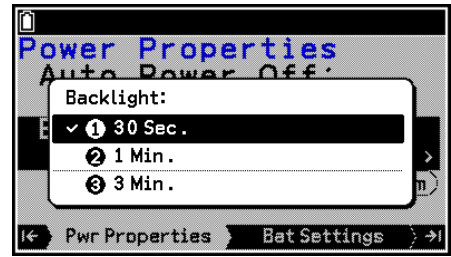 Power Properties
Auto Power Off:
Backlight:
1 30 Sec.
2 1 Min.
3 3 Min.
Pwr Properties
Bat Settings